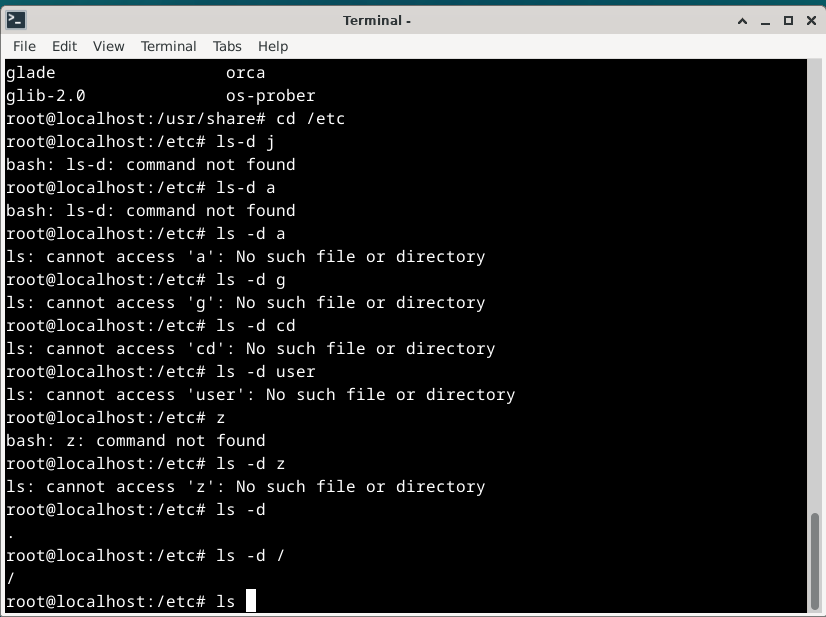 Terminal -
File Edit View Terminal Tabs Help
glade orca
glib-2.0 os-prober
root@localhost:/usr/share# cd /etc
root@localhost:/etc# ls-d j
bash: ls-d: command not found
root@localhost:/etc# ls-d a
bash: ls-d: command not found
root@localhost:/etc# ls -d a
ls: cannot access 'a': No such file or directory
root@localhost:/etc# ls -d g
ls: cannot access 'g': No such file or directory
root@localhost:/etc# ls -d cd
ls: cannot access 'cd': No such file or directory
root@localhost:/etc# ls -d user
ls: cannot access 'user': No such file or directory
root@localhost:/etc# z
bash: z: command not found
root@localhost:/etc# ls -d z
ls: cannot access 'z': No such file or directory
root@localhost:/etc# ls -d
.
root@localhost:/etc# ls -d /
/
root@localhost:/etc# ls